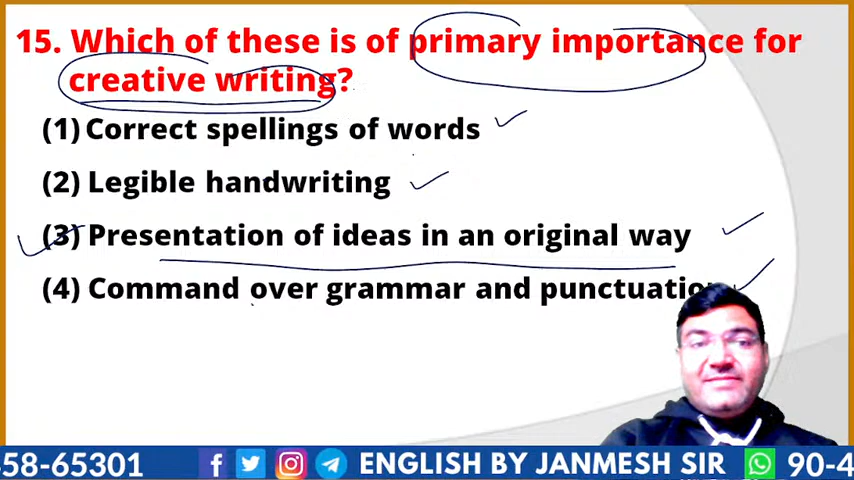 15. Which of these is of primary importance for
creative writing?
(1) Correct spellings of words
(2) Legible handwriting
(3) Presentation of ideas in an original way
(4) Command over grammar and punctuatio
58-65301 ENGLISH BY JANMESH SIR 90-4